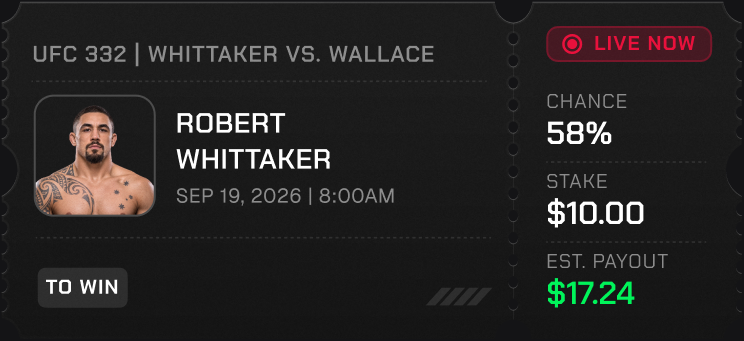 UFC 332 | WHITTAKER VS. WALLACE
ROBERT
WHITTAKER
SEP 19, 2026 | 8:00AM
TO WIN
LIVE NOW
CHANCE
58%
STAKE
$10.00
EST. PAYOUT
$17.24